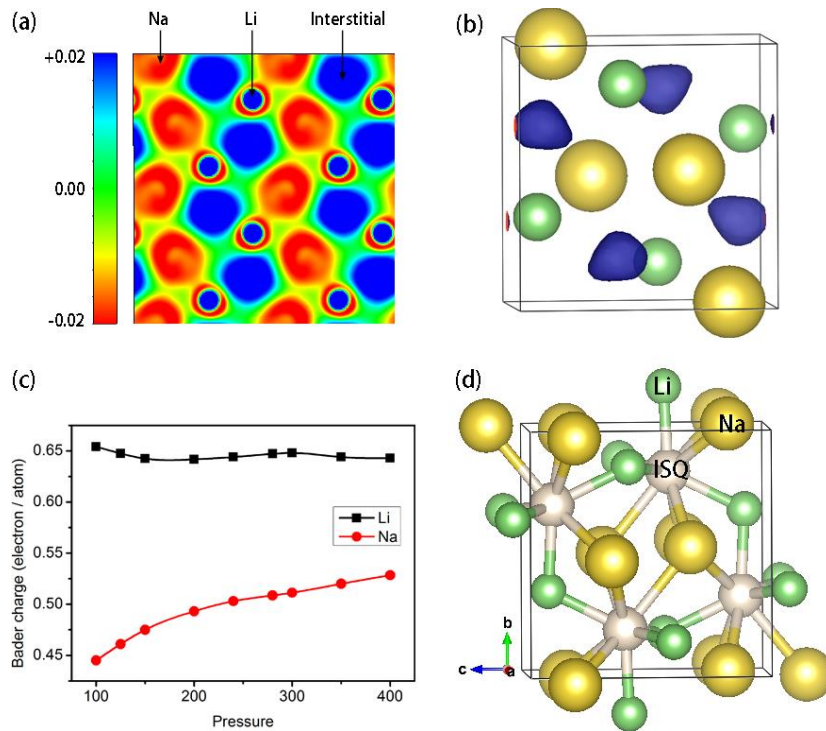 (a)
Na
Li
Interstitial
+0.02
0.00
-0.02
(b)
(c)
0.65
0.60
0.55
0.50
0.45
Bader charge (electron / atom)
Li
Na
100
200
300
400
Pressure
(d)
Li
Na
ISQ
b
c
a